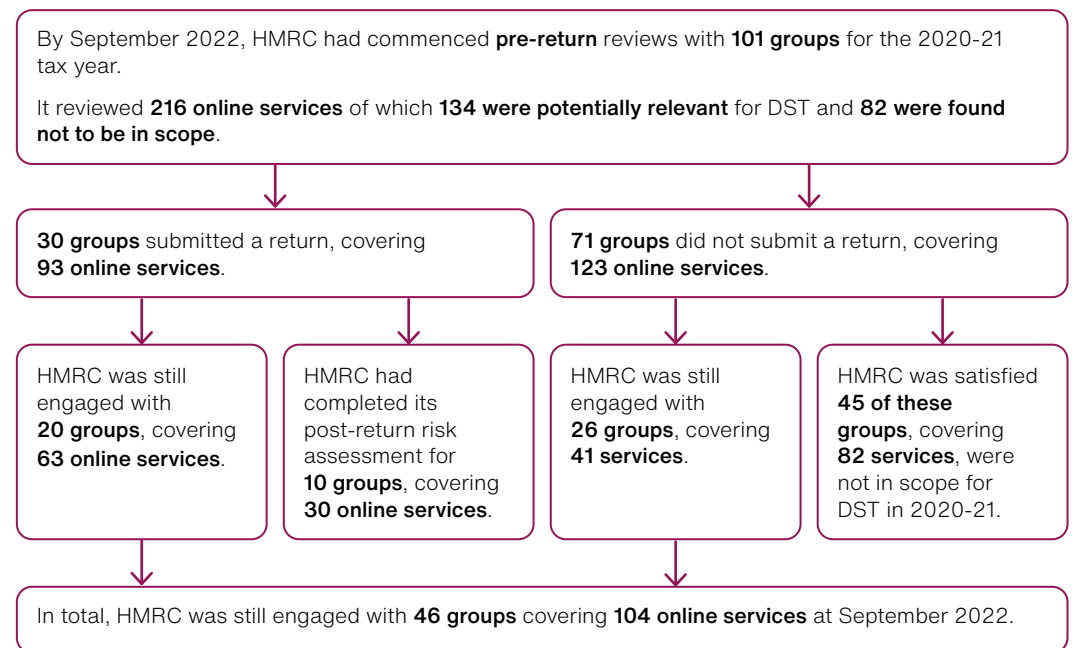 By September 2022, HMRC had commenced pre-return reviews with 101 groups for the 2020-21
tax year.
It reviewed 216 online services of which 134 were potentially relevant for DST and 82 were found
not to be in scope.
30 groups submitted a return, covering
93 online services.
71 groups did not submit a return, covering
123 online services.
HMRC was still
engaged with
20 groups, covering
63 online services.
HMRC had
completed its
post-return risk
assessment for
10 groups, covering
30 online services.
HMRC was still
engaged with
26 groups, covering
41 services.
HMRC was satisfied
45 of these
groups, covering
82 services, were
not in scope for
DST in 2020-21.
In total, HMRC was still engaged with 46 groups covering 104 online services at September 2022.